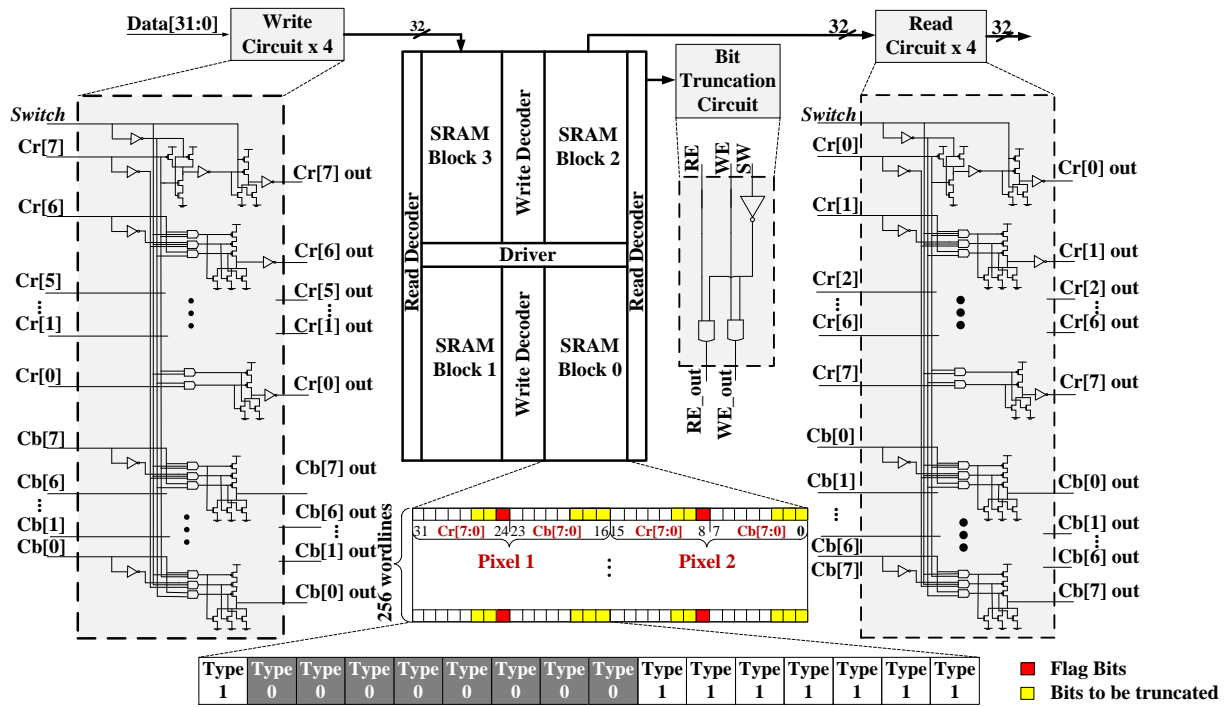 Data[31:0]
Write
Circuit x 4
32
32
Read
Circuit x 4
32
Switch
Cr[7]
Cr[7] out
Cr[6]
Cr[6] out
Cr[5]
Cr[5] out
Cr[1]
Cr[1] out
Cr[0]
Cr[0] out
Cb[7]
Cb[7] out
Cb[6]
Cb[6] out
Cb[1]
Cb[1] out
Cb[0]
Cb[0] out
Read Decoder
SRAM
Block 3
Write Decoder
SRAM
Block 2
Driver
SRAM
Block 1
Write Decoder
SRAM
Block 0
Read Decoder
Bit
Truncation
Circuit
RE
WE
SW
RE_out
WE_out
Switch
Cr[0]
Cr[0] out
Cr[1]
Cr[1] out
Cr[2]
Cr[2] out
Cr[6]
Cr[6] out
Cr[7]
Cr[7] out
Cb[0]
Cb[0] out
Cb[1]
Cb[1] out
Cb[6]
Cb[6] out
Cb[7]
Cb[7] out
256 wordlines
31 Cr[7:0] 24 23 Cb[7:0] 16 15 Cr[7:0] 8 7 Cb[7:0] 0
Pixel 1 Pixel 2
Type Type Type Type Type Type Type Type Type Type Type Type Type Type Type Type
1 0 0 0 0 0 0 0 0 1 1 1 1 1 1 1
Flag Bits
Bits to be truncated